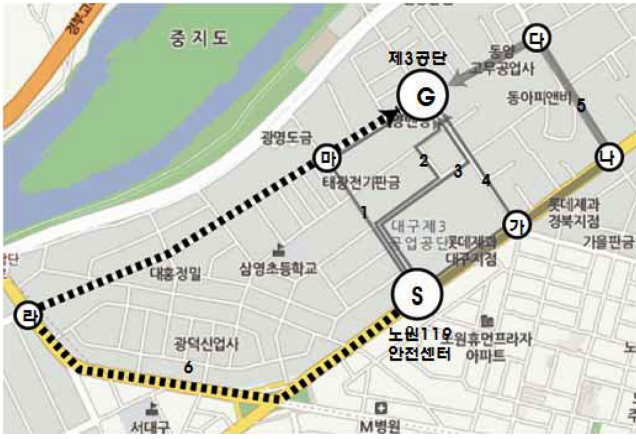 중지도
제3공단
G
다
동양
고무공업사
동아피앤비
5
나
광명도금
마
태광전기판금
2
3
4
1
대구제3
공업공단
가
롯데제과
경북지점
롯데제과
대구지점
가을판금
S
노원119
안전센터
삼영초등학교
대흥정밀
라
광덕산업사
6
노원휴먼프라자
아파트
서대구
M병원